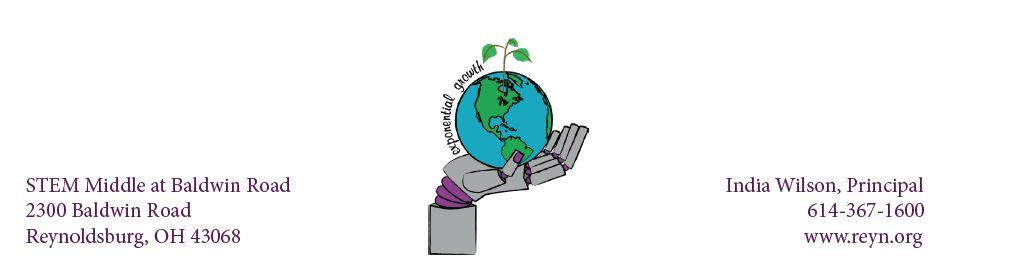 exponential growth
STEM Middle at Baldwin Road
2300 Baldwin Road
Reynoldsburg, OH 43068
India Wilson, Principal
614-367-1600
www.reyn.org